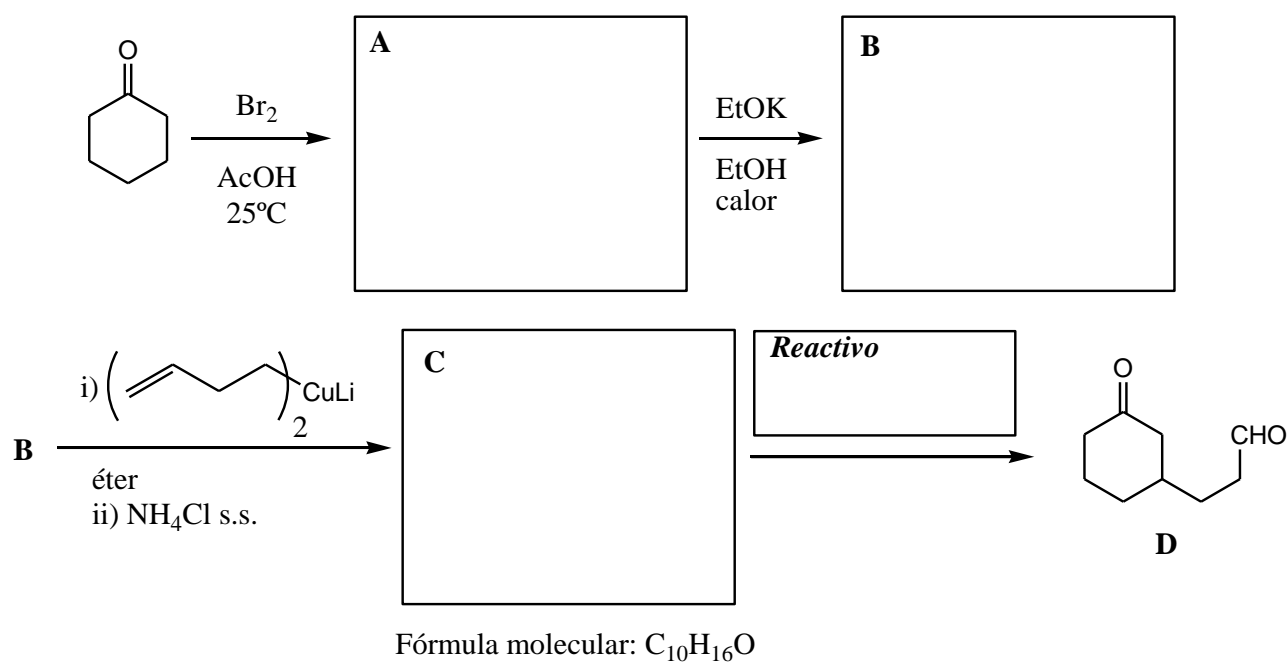 O
Br2
AcOH
25ºC
A
EtOK
EtOH
calor
B
B
i)
CuLi
2
éter
ii) NH4Cl s.s.
C
Fórmula molecular: C10H16O
Reactivo
O
CHO
D